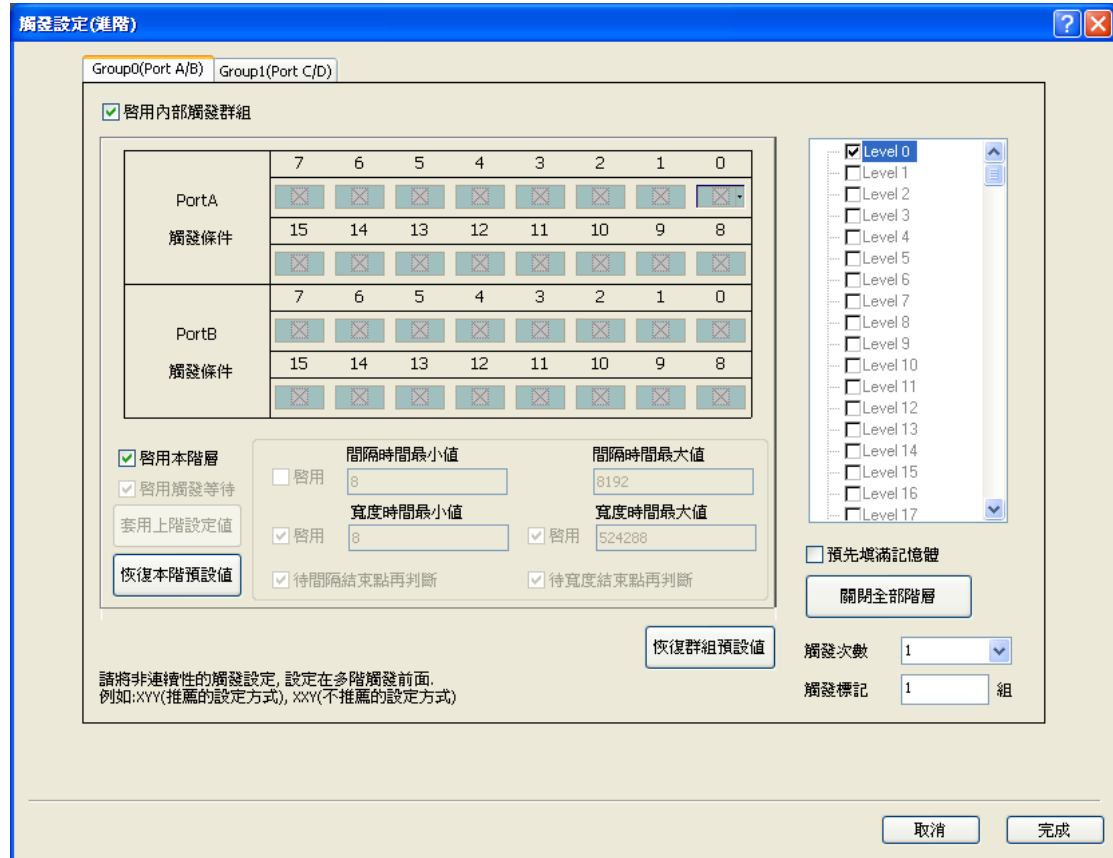 觸發設定(進階)
Group0(Port A/B) Group1(Port C/D)
啓用內部觸發群組
7 6 5 4 3 2 1 0
PortA
觸發條件
15 14 13 12 11 10 9 8
7 6 5 4 3 2 1 0
PortB
觸發條件
15 14 13 12 11 10 9 8
啓用本階層
啓用觸發等待
套用上階設定值
恢復本階預設值
間隔時間最小值 間隔時間最大值
啓用 8 8192
寬度時間最小值 寬度時間最大值
啓用 8 啓用 524288
待間隔結束點再判斷 待寬度結束點再判斷
恢復群組預設值
請將非連續性的觸發設定, 設定在多階觸發前面.
例如:XYY(推薦的設定方式), XXY(不推薦的設定方式)
Level 0
Level 1
Level 2
Level 3
Level 4
Level 5
Level 6
Level 7
Level 8
Level 9
Level 10
Level 11
Level 12
Level 13
Level 14
Level 15
Level 16
Level 17
預先填滿記憶體
關閉全部階層
觸發次數 1
觸發標記 1 組
取消 完成